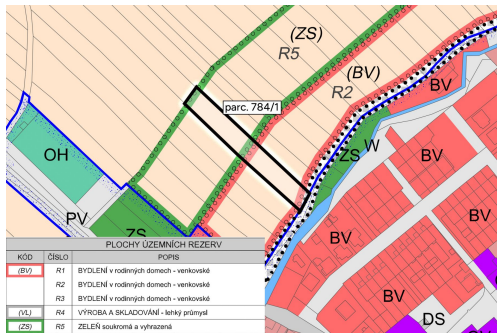 (ZS)
R5
parc. 784/1
(BV)
R2
BV
OH
ZS
W
BV
BV
PV
ZS
BV
BV
DS
PLOCHY ÚZEMNÍCH REZERV
KÓD ČÍSLO POPIS
(BV) R1 BYDLENÍ v rodinných domech - venkovské
R2 BYDLENÍ v rodinných domech - venkovské
R3 BYDLENÍ v rodinných domech - venkovské
(VL) R4 VÝROBA A SKLADOVÁNÍ - lehký průmysl
(ZS) R5 ZELEŇ soukromá a vyhrazená